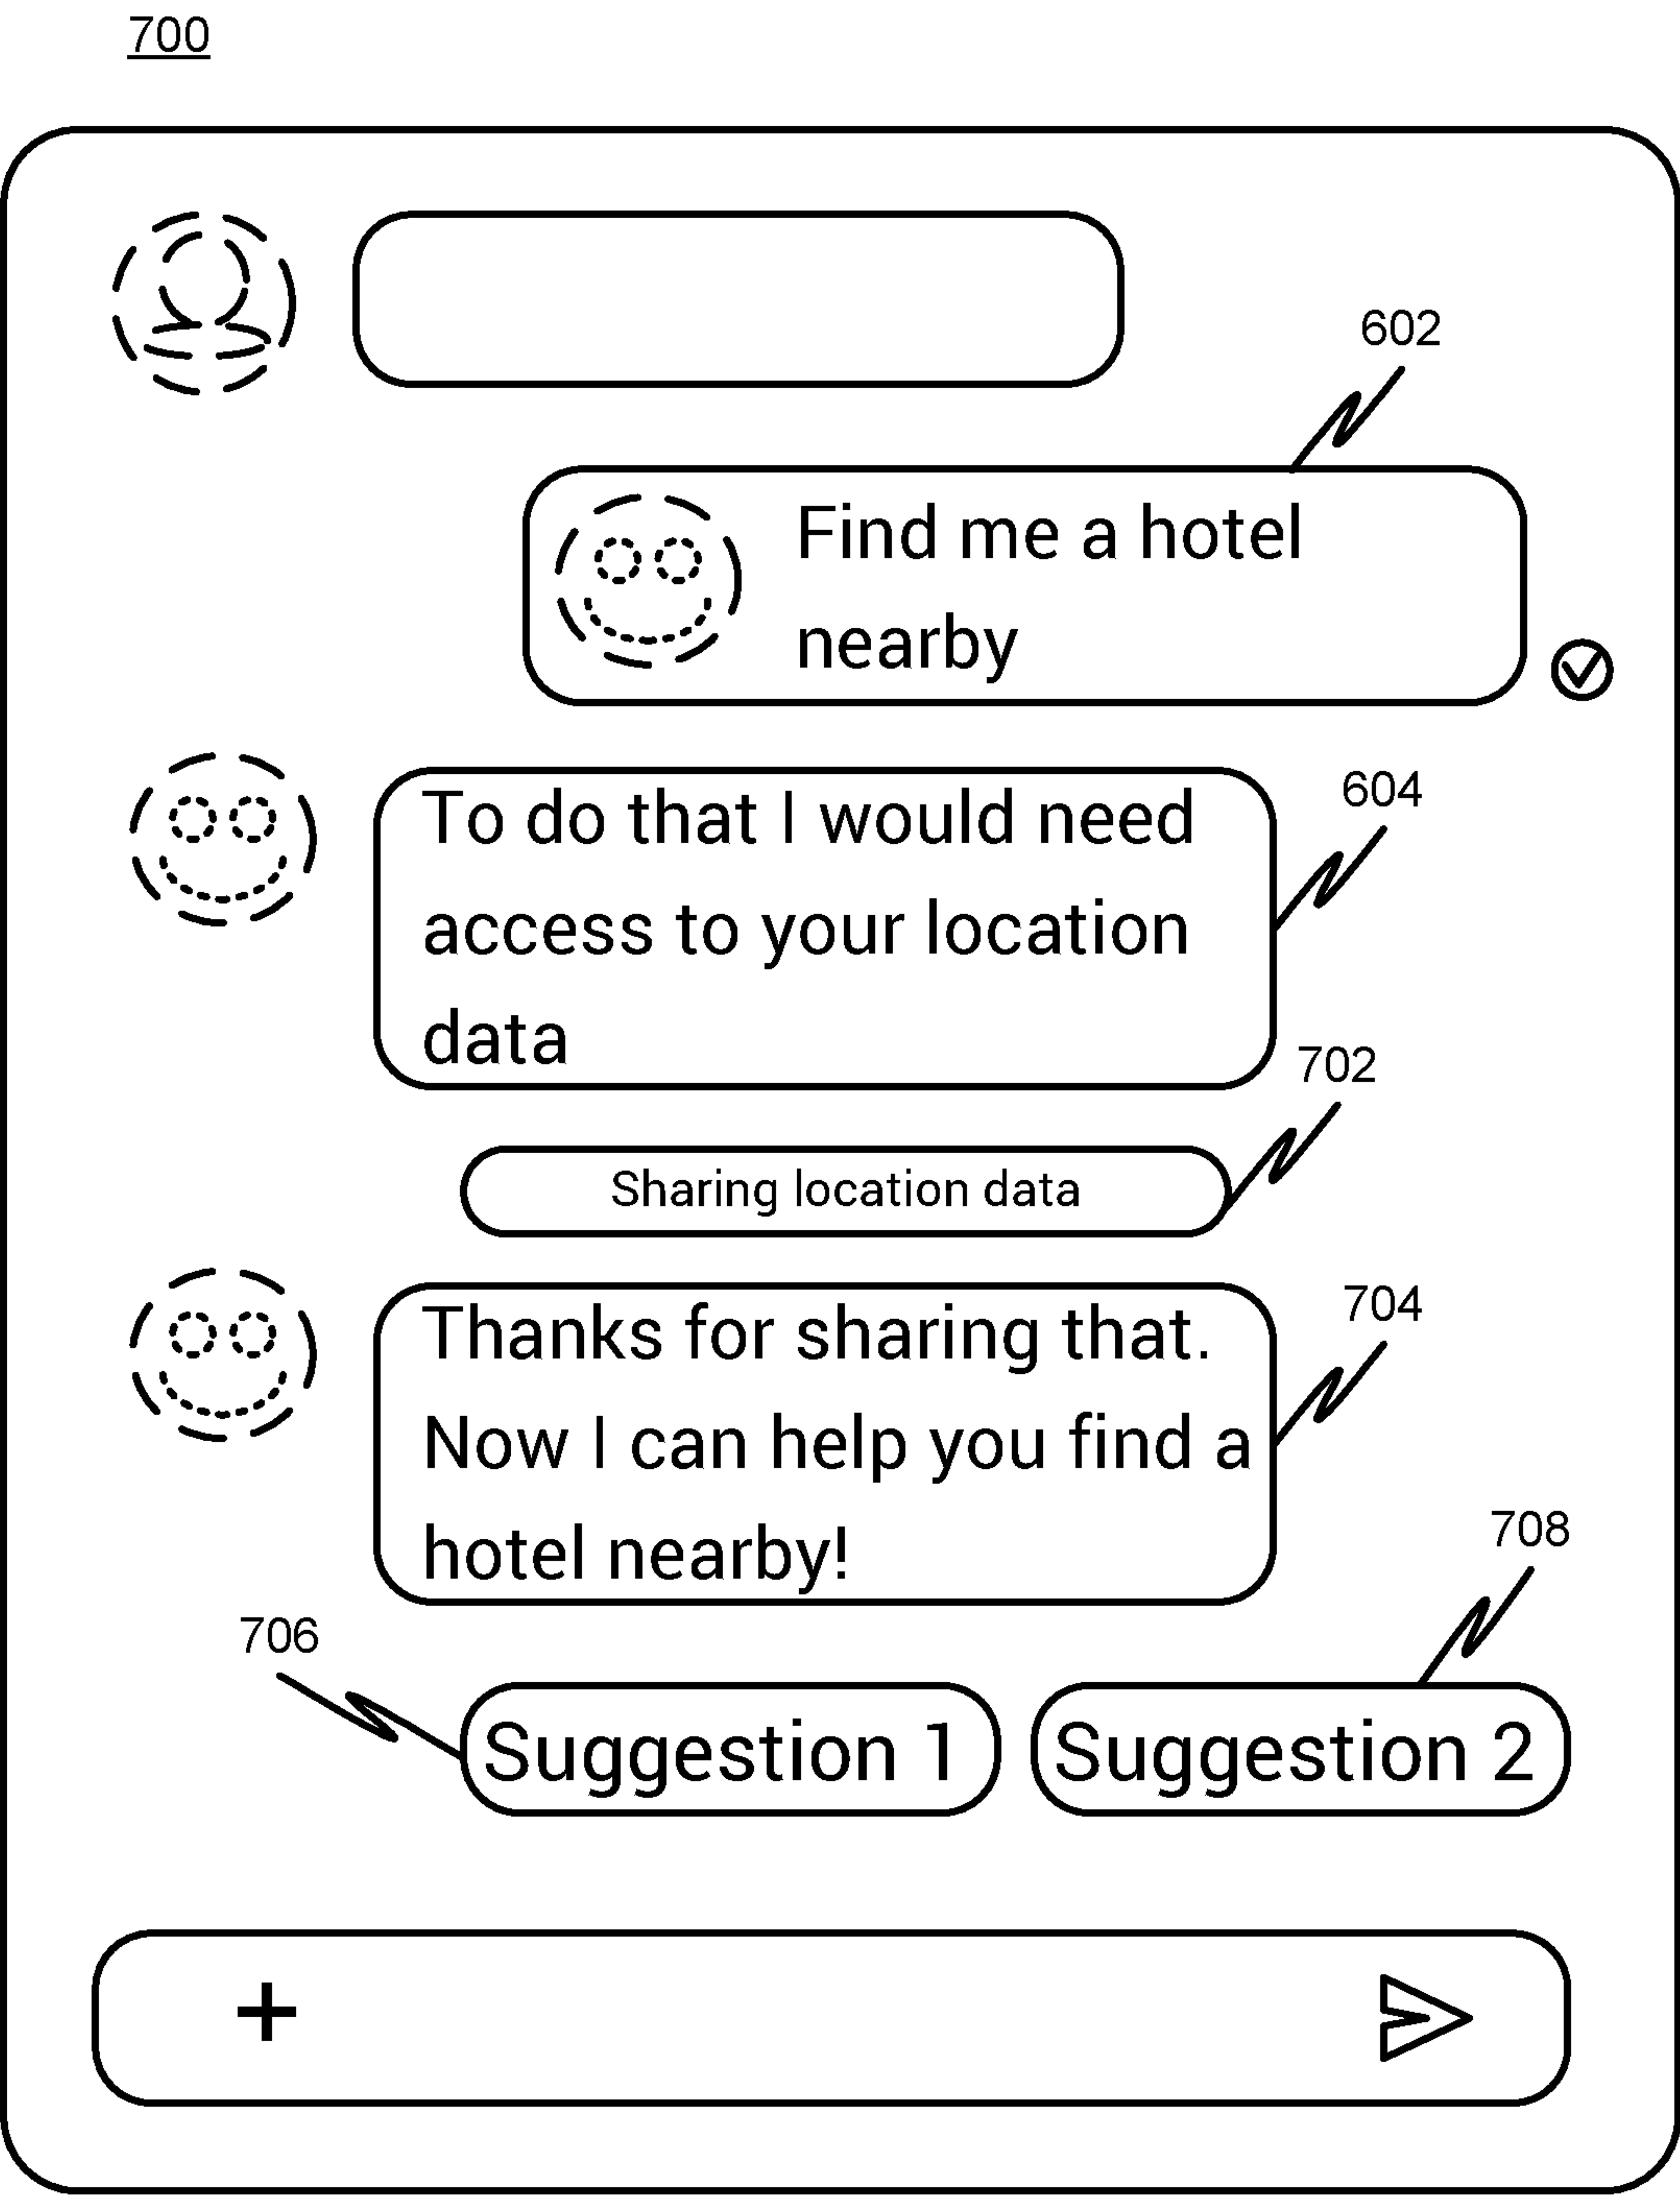 700
602
Find me a hotel
nearby
604
To do that I would need
access to your location
data
702
Sharing location data
704
Thanks for sharing that.
Now I can help you find a
hotel nearby!
708
706
Suggestion 1
Suggestion 2